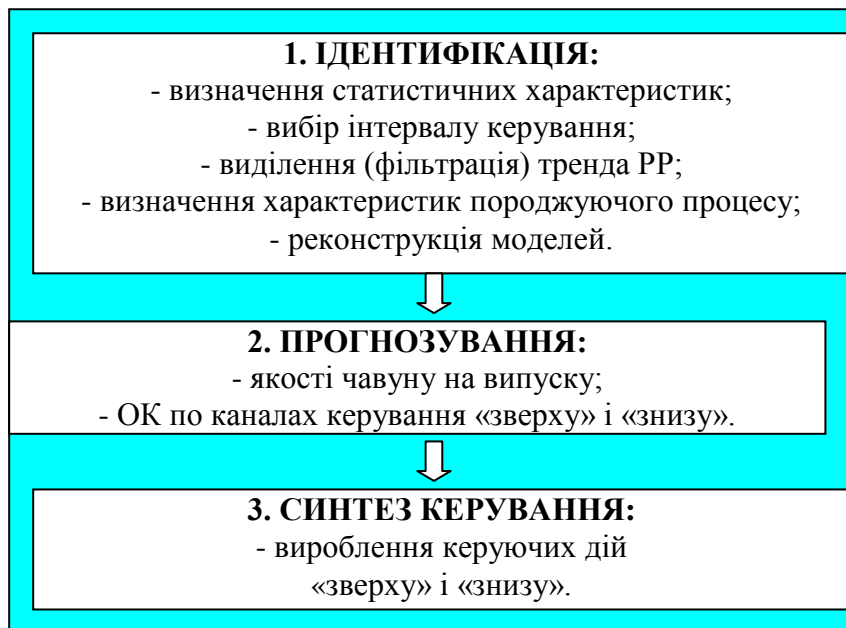 1. ІДЕНТИФІКАЦІЯ:
- визначення статистичних характеристик;
- вибір інтервалу керування;
- виділення (фільтрація) тренда РР;
- визначення характеристик породжуючого процесу;
- реконструкція моделей.
2. ПРОГНОЗУВАННЯ:
- якості чавуну на випуску;
- ОК по каналах керування «зверху» і «знизу».
3. СИНТЕЗ КЕРУВАННЯ:
- вироблення керуючих дій
«зверху» і «знизу».